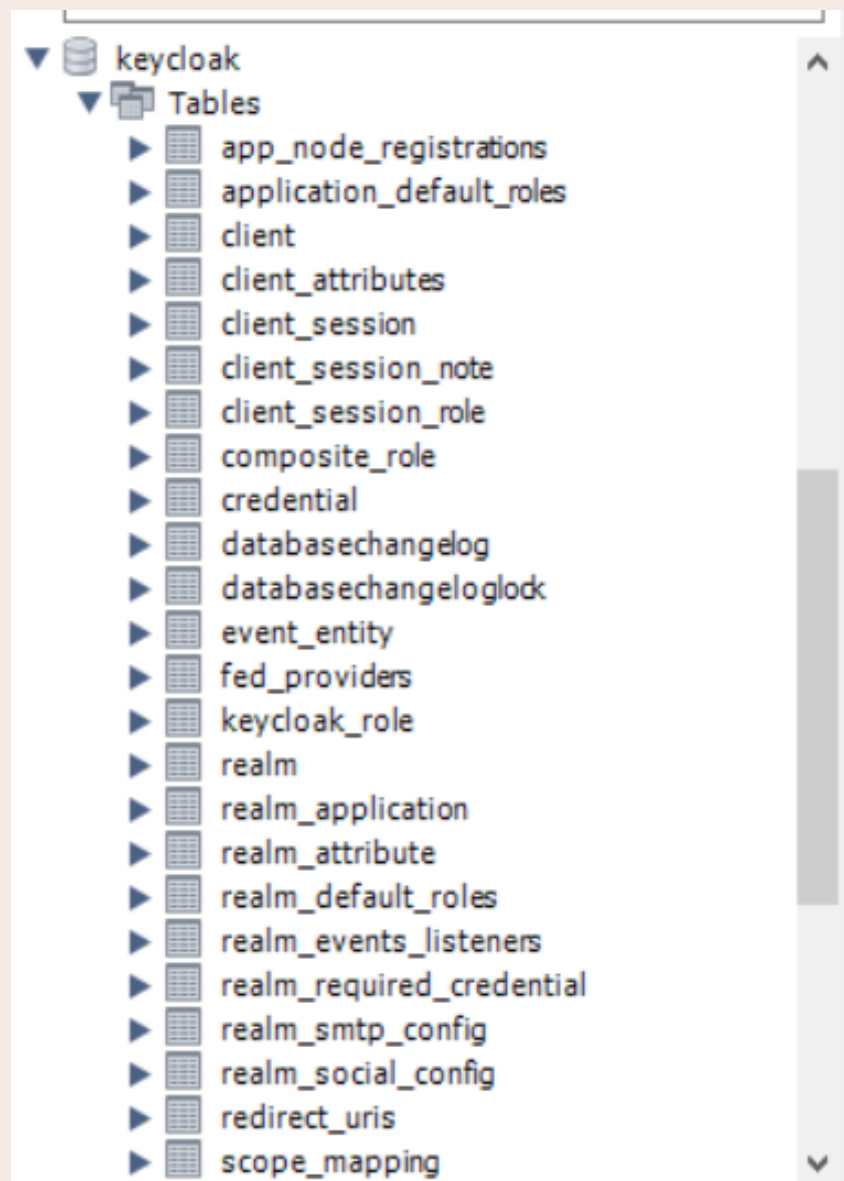 keycloak
Tables
app_node_registrations
application_default_roles
client
client_attributes
client_session
client_session_note
client_session_role
composite_role
credential
databasechangelog
databasechangeloglock
event_entity
fed_providers
keycloak_role
realm
realm_application
realm_attribute
realm_default_roles
realm_events_listeners
realm_required_credential
realm_smtp_config
realm_social_config
redirect_uris
scope_mapping